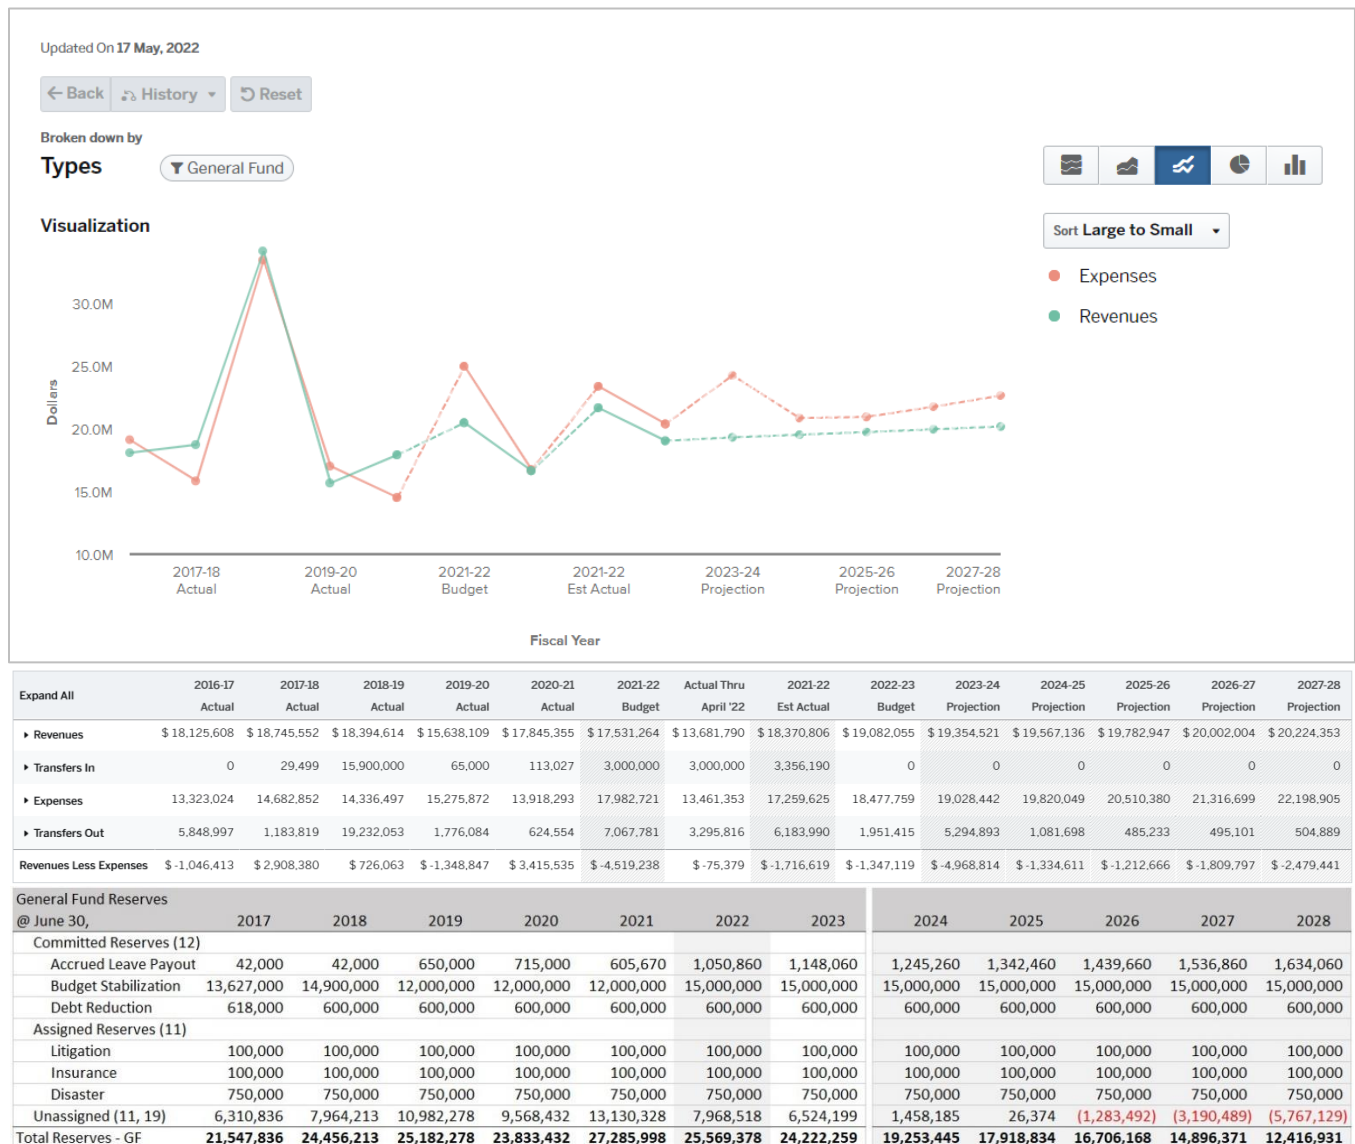 Updated On 17 May, 2022
Back History Reset
Broken down by
Types General Fund
Visualization
Sort Large to Small
Expenses
Revenues
30.0M
25.0M
20.0M
15.0M
10.0M
Dollars
2017-18 2019-20 2021-22 2021-22 2023-24 2025-26 2027-28
Actual Actual Budget Est Actual Projection Projection Projection
Fiscal Year
Expand All
2016-17 2017-18 2018-19 2019-20 2020-21 2021-22 Actual Thru 2021-22 2022-23 2023-24 2024-25 2025-26 2026-27 2027-28
Actual Actual Actual Actual Actual Budget April '22 Est Actual Budget Projection Projection Projection Projection Projection
Revenues $ 18,125,608 $ 18,745,552 $ 18,394,614 $ 15,638,109 $ 17,845,355 $ 17,531,264 $ 13,681,790 $ 18,370,806 $ 19,082,055 $ 19,354,521 $ 19,567,136 $ 19,782,947 $ 20,002,004 $ 20,224,353
Transfers In 0 29,499 15,900,000 65,000 113,027 3,000,000 3,000,000 3,356,190 0 0 0 0 0 0
Expenses 13,323,024 14,682,852 14,336,497 15,275,872 13,918,293 17,982,721 13,461,353 17,259,625 18,477,759 19,028,442 19,820,049 20,510,380 21,316,699 22,198,905
Transfers Out 5,848,997 1,183,819 19,232,053 1,776,084 624,554 7,067,781 3,295,816 6,183,990 1,951,415 5,294,893 1,081,698 485,233 495,101 504,889
Revenues Less Expenses $ -1,046,413 $ 2,908,380 $ 726,063 $ -1,348,847 $ 3,415,535 $ -4,519,238 $ -75,379 $ -1,716,619 $ -1,347,119 $ -4,968,814 $ -1,334,611 $ -1,212,666 $ -1,809,797 $ -2,479,441
General Fund Reserves
@ June 30, 2017 2018 2019 2020 2021 2022 2023 2024 2025 2026 2027 2028
Committed Reserves (12)
Accrued Leave Payout 42,000 42,000 650,000 715,000 605,670 1,050,860 1,148,060 1,245,260 1,342,460 1,439,660 1,536,860 1,634,060
Budget Stabilization 13,627,000 14,900,000 12,000,000 12,000,000 12,000,000 15,000,000 15,000,000 15,000,000 15,000,000 15,000,000 15,000,000 15,000,000
Debt Reduction 618,000 600,000 600,000 600,000 600,000 600,000 600,000 600,000 600,000 600,000 600,000 600,000
Assigned Reserves (11)
Litigation 100,000 100,000 100,000 100,000 100,000 100,000 100,000 100,000 100,000 100,000 100,000 100,000
Insurance 100,000 100,000 100,000 100,000 100,000 100,000 100,000 100,000 100,000 100,000 100,000 100,000
Disaster 750,000 750,000 750,000 750,000 750,000 750,000 750,000 750,000 750,000 750,000 750,000 750,000
Unassigned (11, 19) 6,310,836 7,964,213 10,982,278 9,568,432 13,130,328 7,968,518 6,524,199 1,458,185 26,374 (1,283,492) (3,190,489) (5,767,129)
Total Reserves - GF 21,547,836 24,456,213 25,182,278 23,833,432 27,285,998 25,569,378 24,222,259 19,253,445 17,918,834 16,706,168 14,896,371 12,416,931